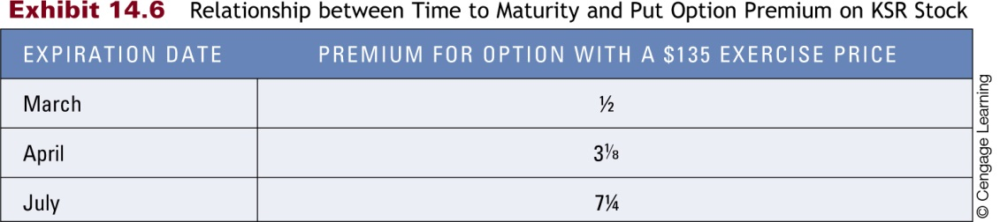 Exhibit 14.6 Relationship between Time to Maturity and Put Option Premium on KSR Stock
EXPIRATION DATE PREMIUM FOR OPTION WITH A $135 EXERCISE PRICE
March ½
April 3⅛
July 7¼
© Cengage Learning